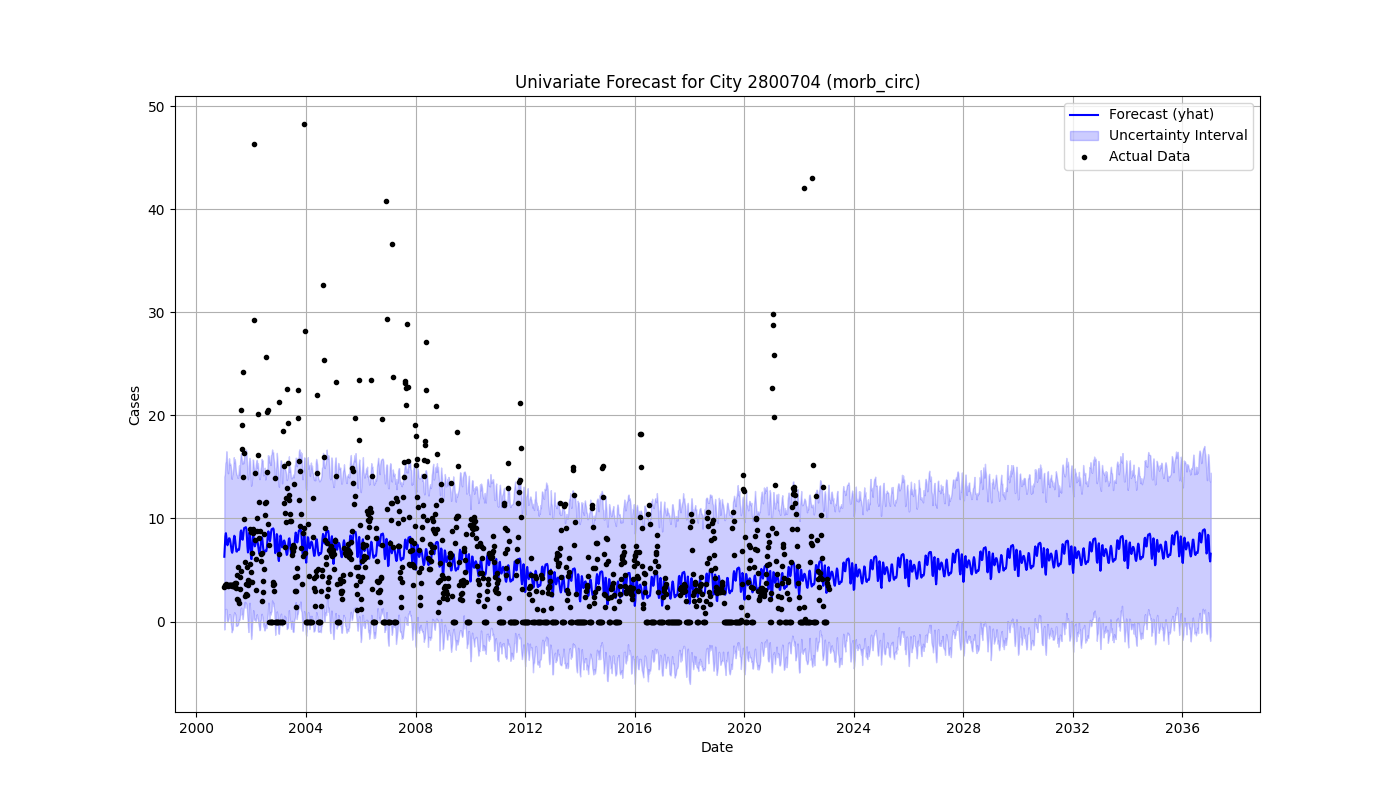 Univariate Forecast for City 2800704 (morb_circ)
Forecast (yhat)
Uncertainty Interval
Actual Data
50
40
30
20
10
0
Cases
2000 2004 2008 2012 2016 2020 2024 2028 2032 2036
Date